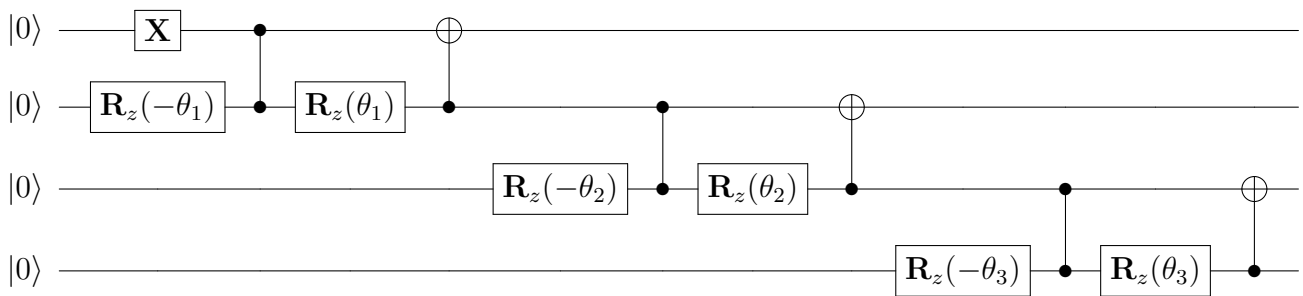 |0⟩ X
|0⟩ R_z(−θ_1) R_z(θ_1)
|0⟩ R_z(−θ_2) R_z(θ_2)
|0⟩ R_z(−θ_3) R_z(θ_3)